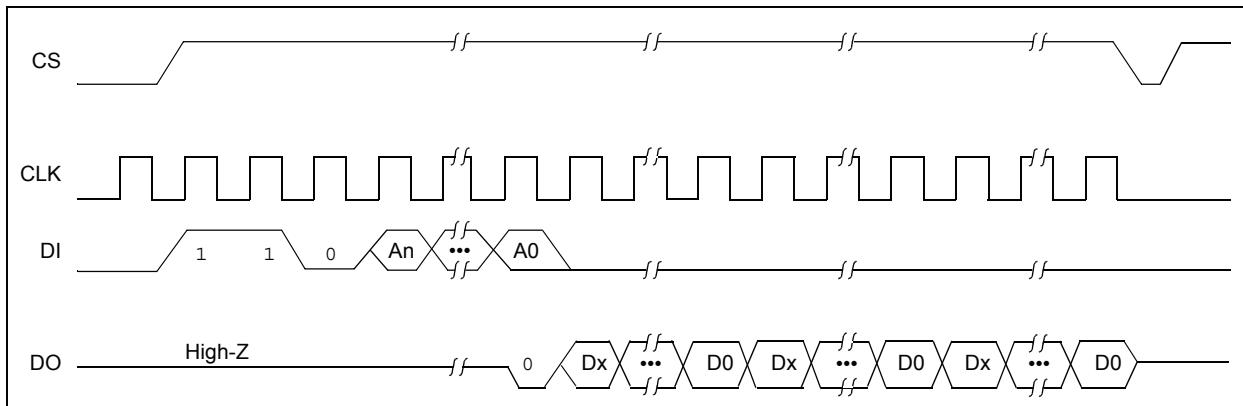 CS
CLK
DI 1 1 0 An ••• A0
DO High-Z 0 Dx ••• D0 Dx ••• D0 Dx ••• D0